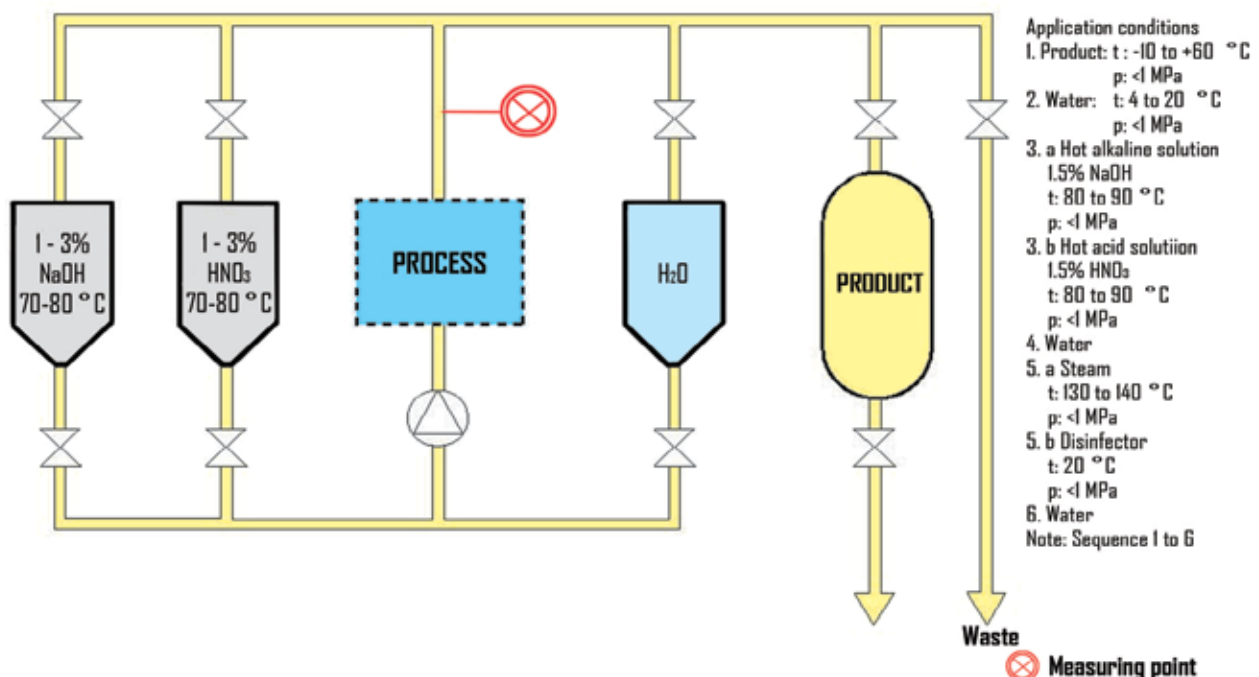 1 - 3%
NaOH
70-80 °C
1 - 3%
HNO₃
70-80 °C
PROCESS
H₂O
PRODUCT
Application conditions
1. Product: t : -10 to +60 °C
p: <1 MPa
2. Water: t: 4 to 20 °C
p: <1 MPa
3. a Hot alkaline solution
1.5% NaOH
t: 80 to 90 °C
p: <1 MPa
3. b Hot acid solutiion
1.5% HNO₃
t: 80 to 90 °C
p: <1 MPa
4. Water
5. a Steam
t: 130 to 140 °C
p: <1 MPa
5. b Disinfector
t: 20 °C
p: <1 MPa
6. Water
Note: Sequence 1 to 6
Waste
Measuring point